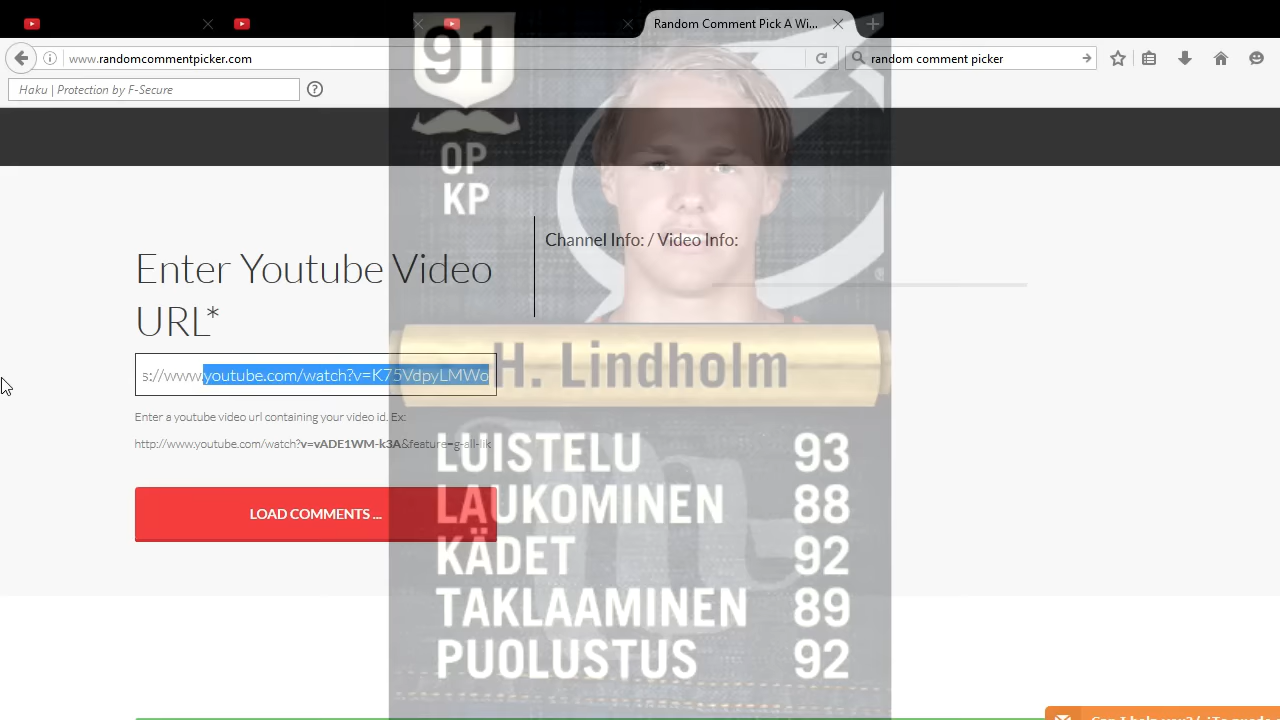 Random Comment Pick A Wi...
www.randomcommentpicker.com
random comment picker
Haku | Protection by F-Secure
91
OP
KP
Channel Info: / Video Info:
Enter Youtube Video
URL*
s://www.youtube.com/watch?v=K75VdpyLMWo
H. Lindholm
Enter a youtube video url containing your video id. Ex:
http://www.youtube.com/watch?v=vADE1WM-k3A&feature=g-all-lik
LOAD COMMENTS ...
LUISTELU 93
LAUKOMINEN 88
KÄDET 92
TAKLAAMINEN 89
PUOLUSTUS 92